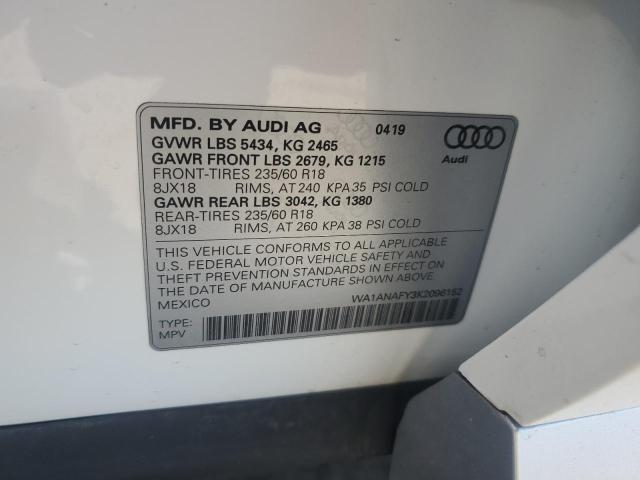 MFD. BY AUDI AG 0419
GVWR LBS 5434, KG 2465
GAWR FRONT LBS 2679, KG 1215
FRONT-TIRES 235/60 R18
8JX18 RIMS, AT 240 KPA 35 PSI COLD
GAWR REAR LBS 3042, KG 1380
REAR-TIRES 235/60 R18
8JX18 RIMS, AT 260 KPA 38 PSI COLD
Audi
THIS VEHICLE CONFORMS TO ALL APPLICABLE
U.S. FEDERAL MOTOR VEHICLE SAFETY AND
THEFT PREVENTION STANDARDS IN EFFECT ON
THE DATE OF MANUFACTURE SHOWN ABOVE.
MEXICO WA1ANAFY3K2096152
TYPE:
MPV